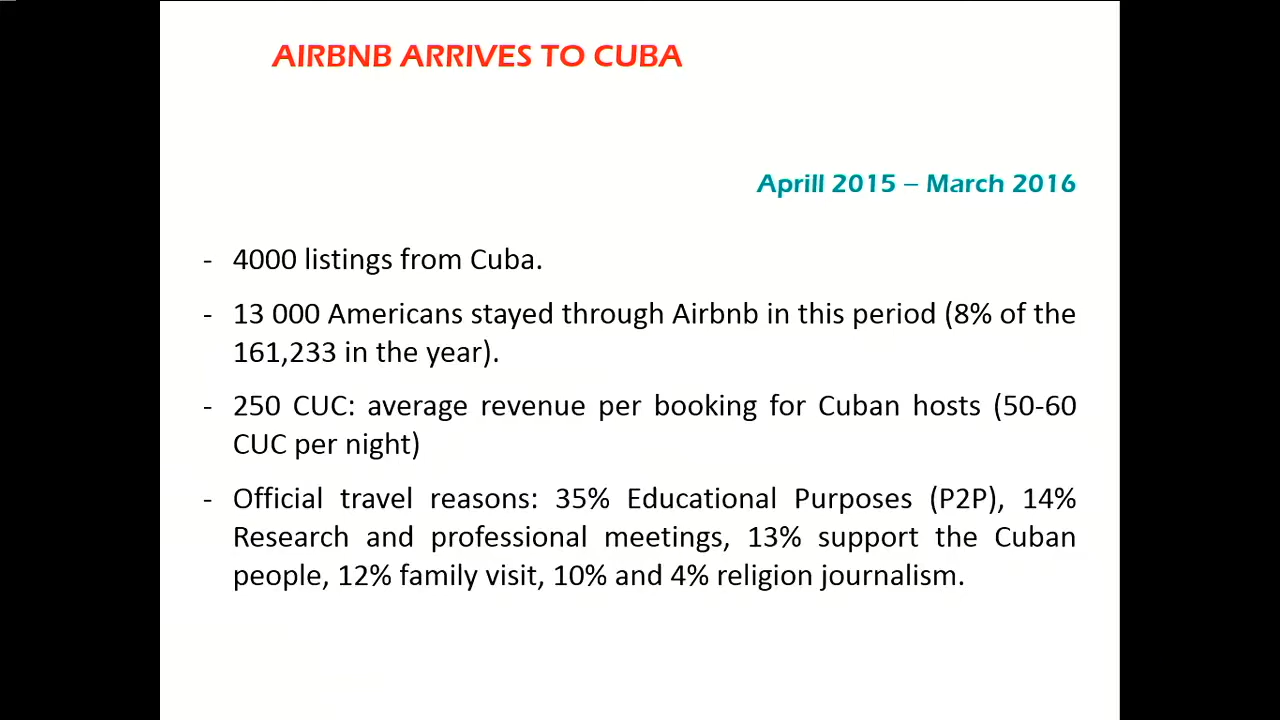 AIRBNB ARRIVES TO CUBA
Aprill 2015 – March 2016
- 4000 listings from Cuba.
- 13 000 Americans stayed through Airbnb in this period (8% of the
161,233 in the year).
- 250 CUC: average revenue per booking for Cuban hosts (50-60
CUC per night)
- Official travel reasons: 35% Educational Purposes (P2P), 14%
Research and professional meetings, 13% support the Cuban
people, 12% family visit, 10% and 4% religion journalism.